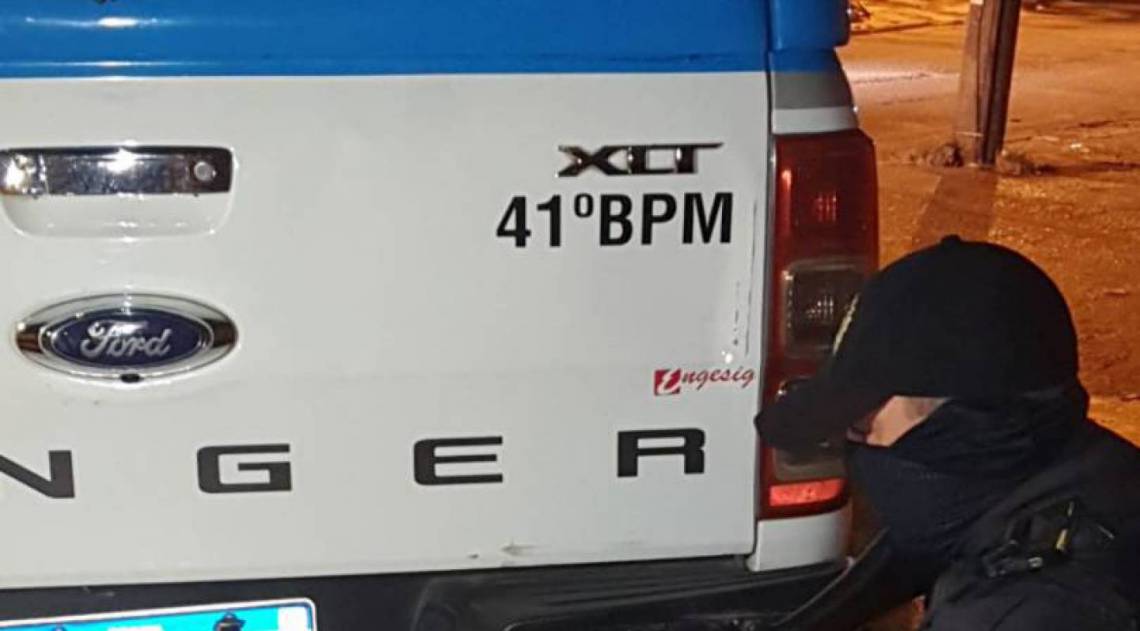 XLT
41ºBPM
Ford
Engesig
NGER